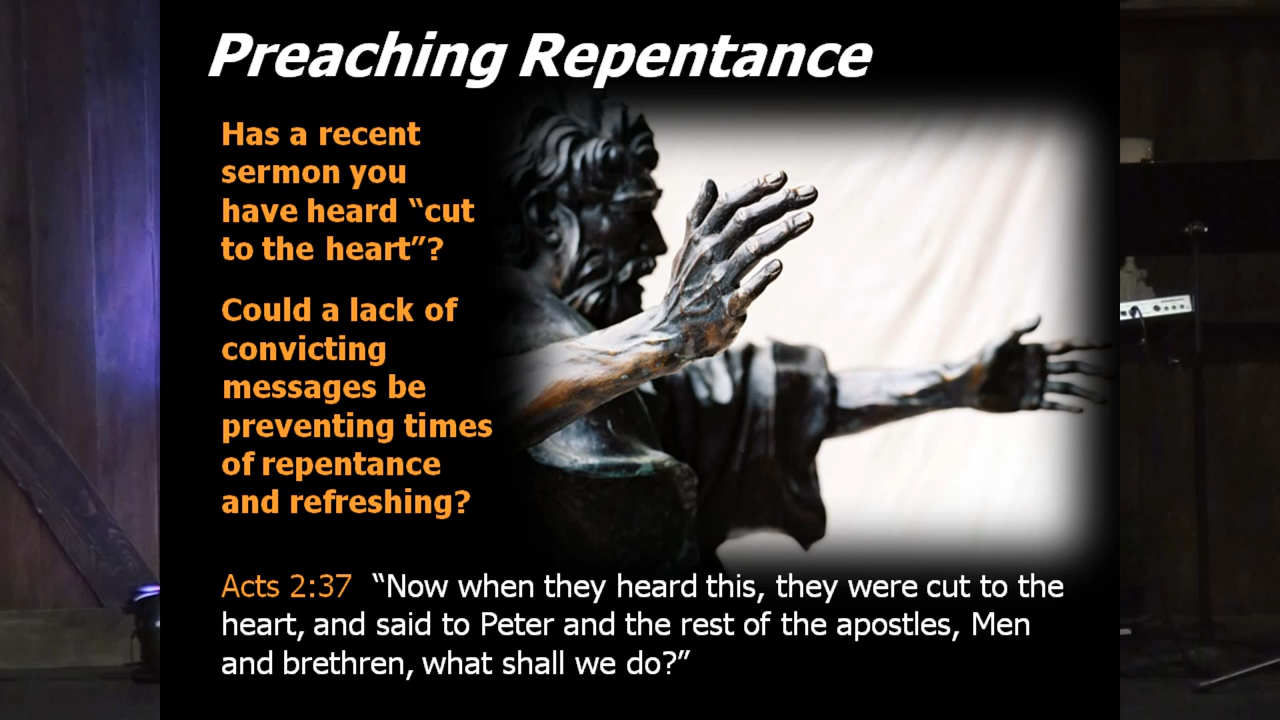 Preaching Repentance
Has a recent
sermon you
have heard “cut
to the heart”?
Could a lack of
convicting
messages be
preventing times
of repentance
and refreshing?
Acts 2:37 “Now when they heard this, they were cut to the
heart, and said to Peter and the rest of the apostles, Men
and brethren, what shall we do?”